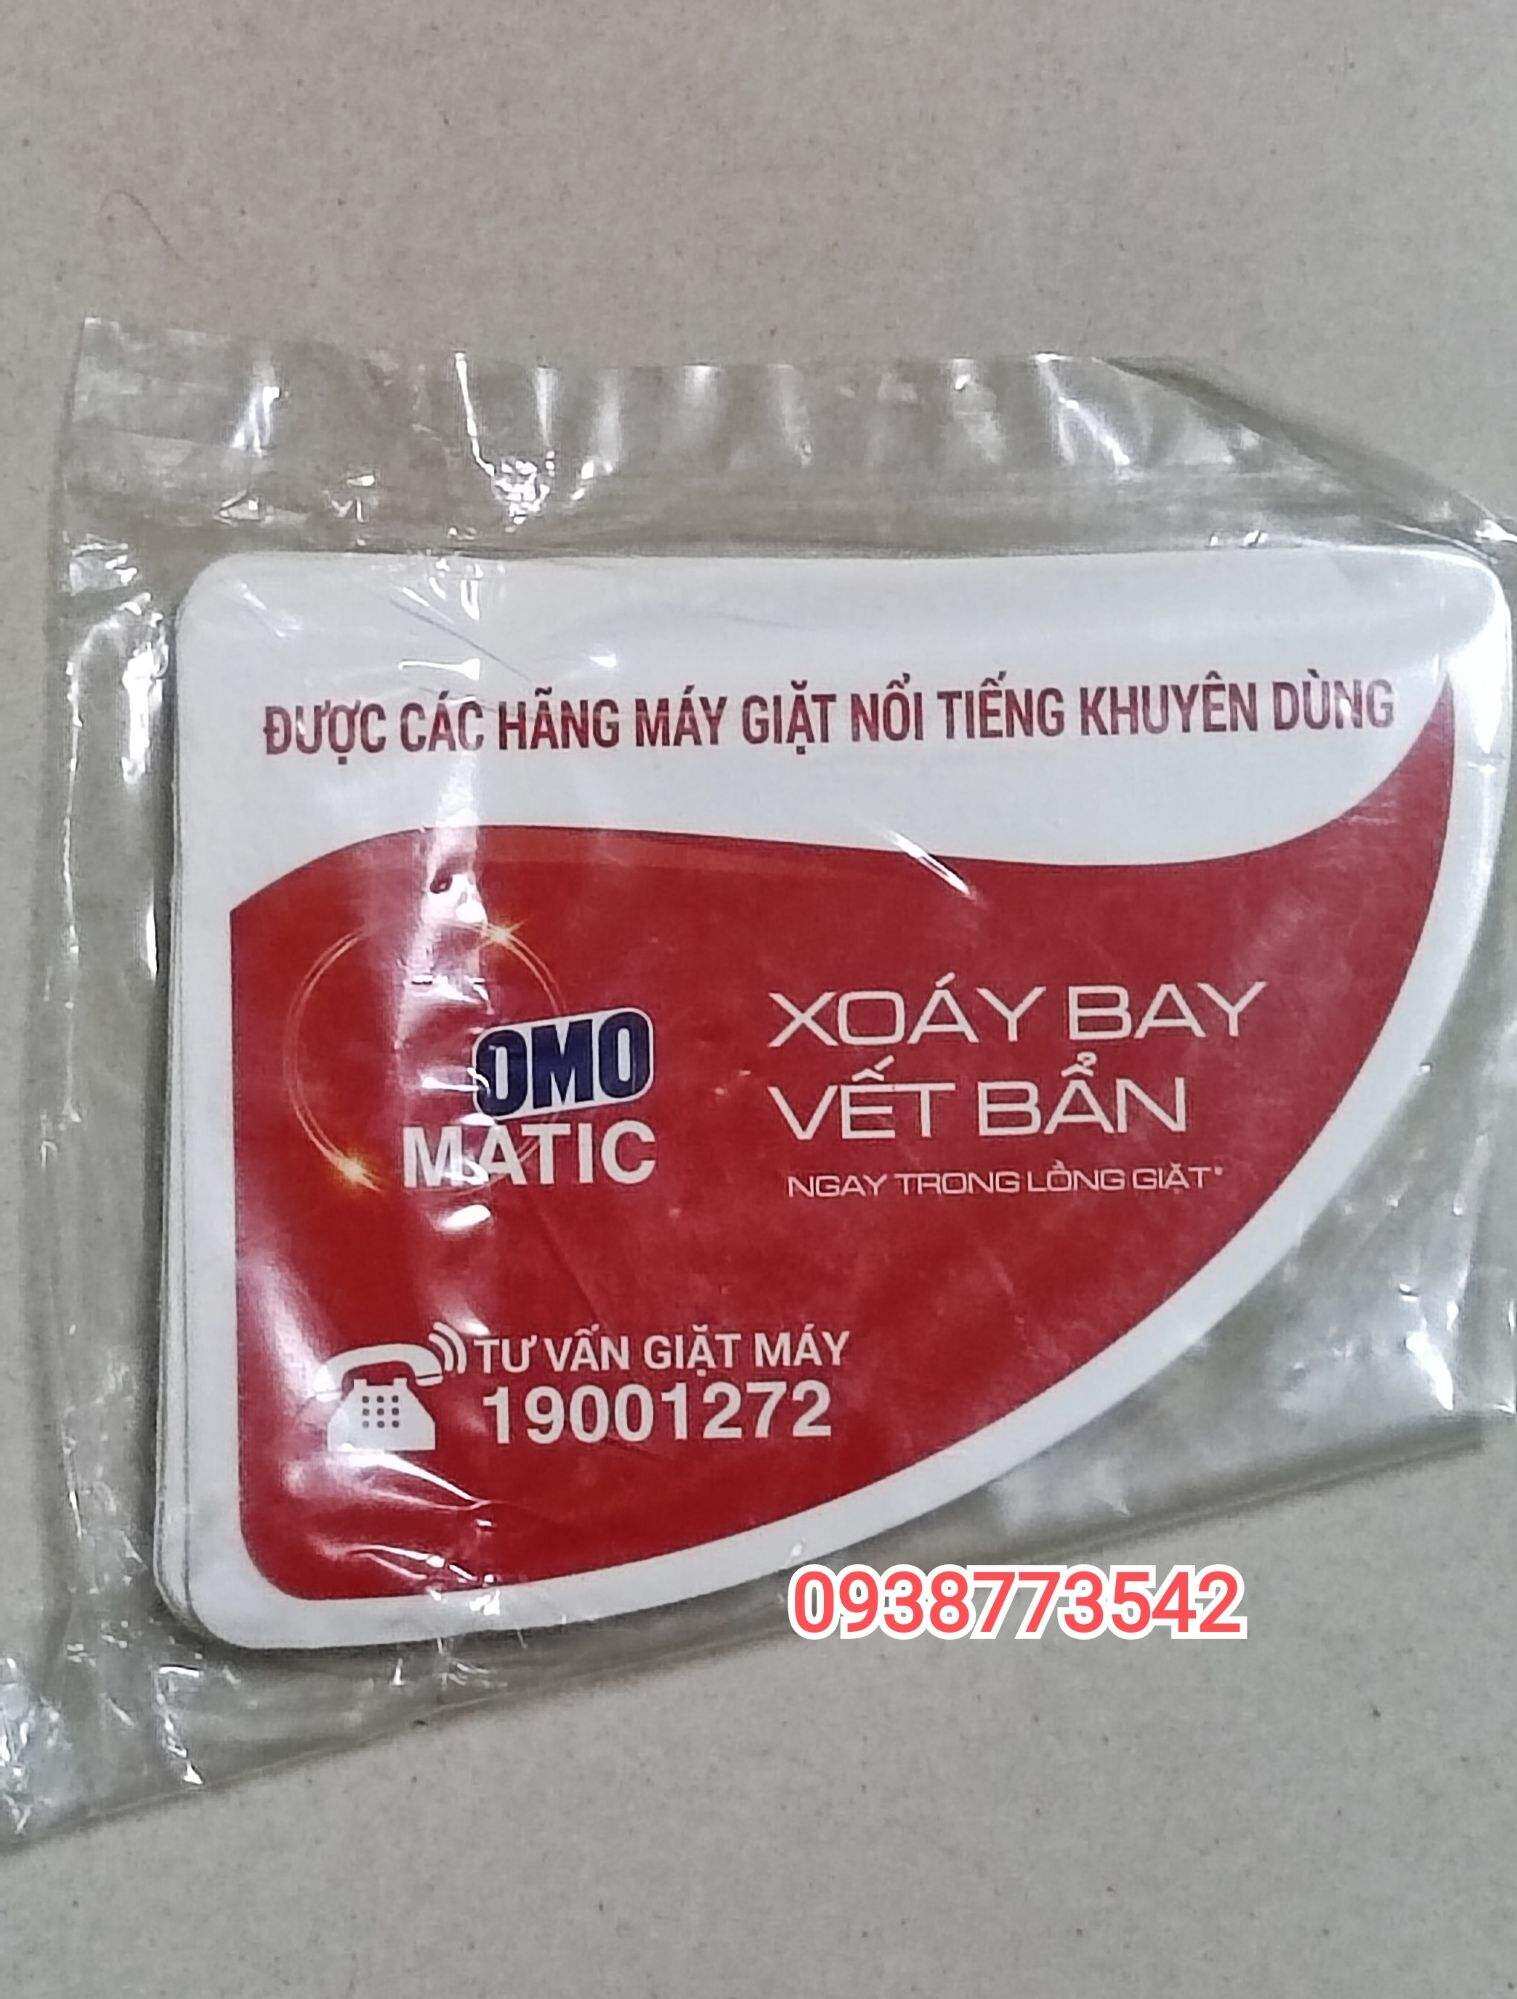 ĐƯỢC CÁC HÃNG MÁY GIẶT NỔI TIẾNG KHUYÊN DÙNG
OMO
MATIC
XOÁY BAY
VẾT BẨN
NGAY TRONG LỒNG GIẶT*
TƯ VẤN GIẶT MÁY
19001272
0938773542